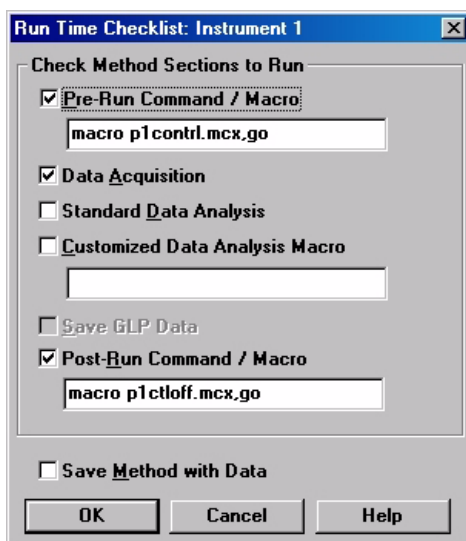 Run Time Checklist: Instrument 1
Check Method Sections to Run
Pre-Run Command / Macro
macro p1contrl.mcx,go
Data Acquisition
Standard Data Analysis
Customized Data Analysis Macro
Save GLP Data
Post-Run Command / Macro
macro p1ctloff.mcx,go
Save Method with Data
OK Cancel Help